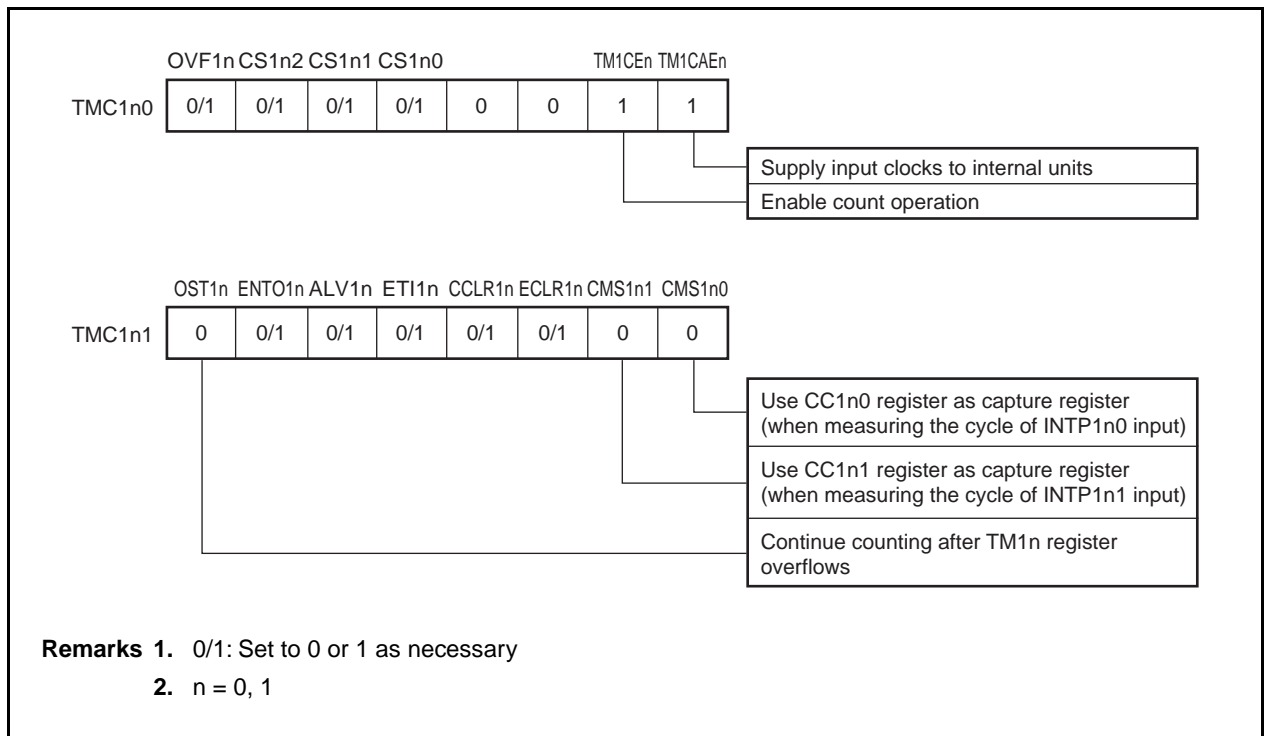 OVF1n CS1n2 CS1n1 CS1n0 TM1CEn TM1CAEn
TMC1n0 0/1 0/1 0/1 0/1 0 0 1 1
Supply input clocks to internal units
Enable count operation
OST1n ENTO1n ALV1n ETI1n CCLR1n ECLR1n CMS1n1 CMS1n0
TMC1n1 0 0/1 0/1 0/1 0/1 0/1 0 0
Use CC1n0 register as capture register
(when measuring the cycle of INTP1n0 input)
Use CC1n1 register as capture register
(when measuring the cycle of INTP1n1 input)
Continue counting after TM1n register
overflows
Remarks 1. 0/1: Set to 0 or 1 as necessary
2. n = 0, 1